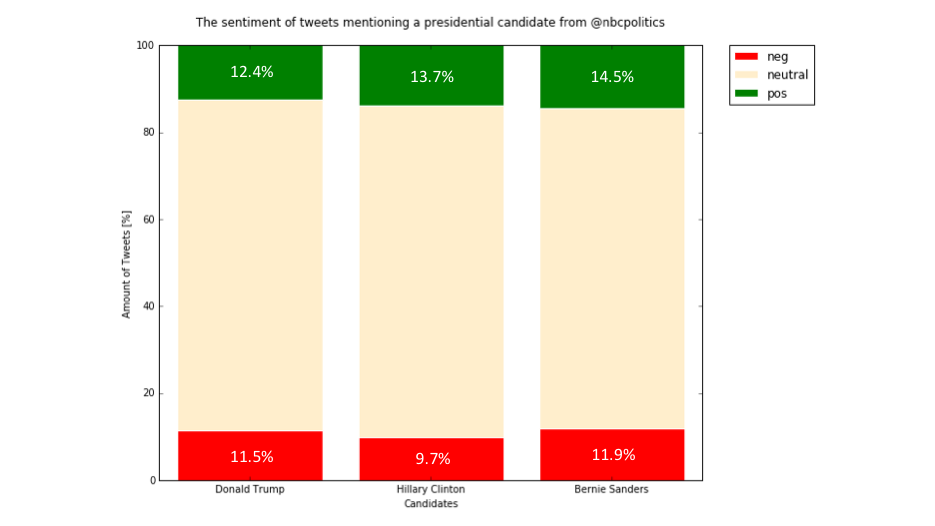 The sentiment of tweets mentioning a presidential candidate from @nbcpolitics
neg
neutral
pos
Amount of Tweets [%]
100
80
60
40
20
0
12.4%
13.7%
14.5%
11.5%
9.7%
11.9%
Donald Trump
Hillary Clinton
Bernie Sanders
Candidates